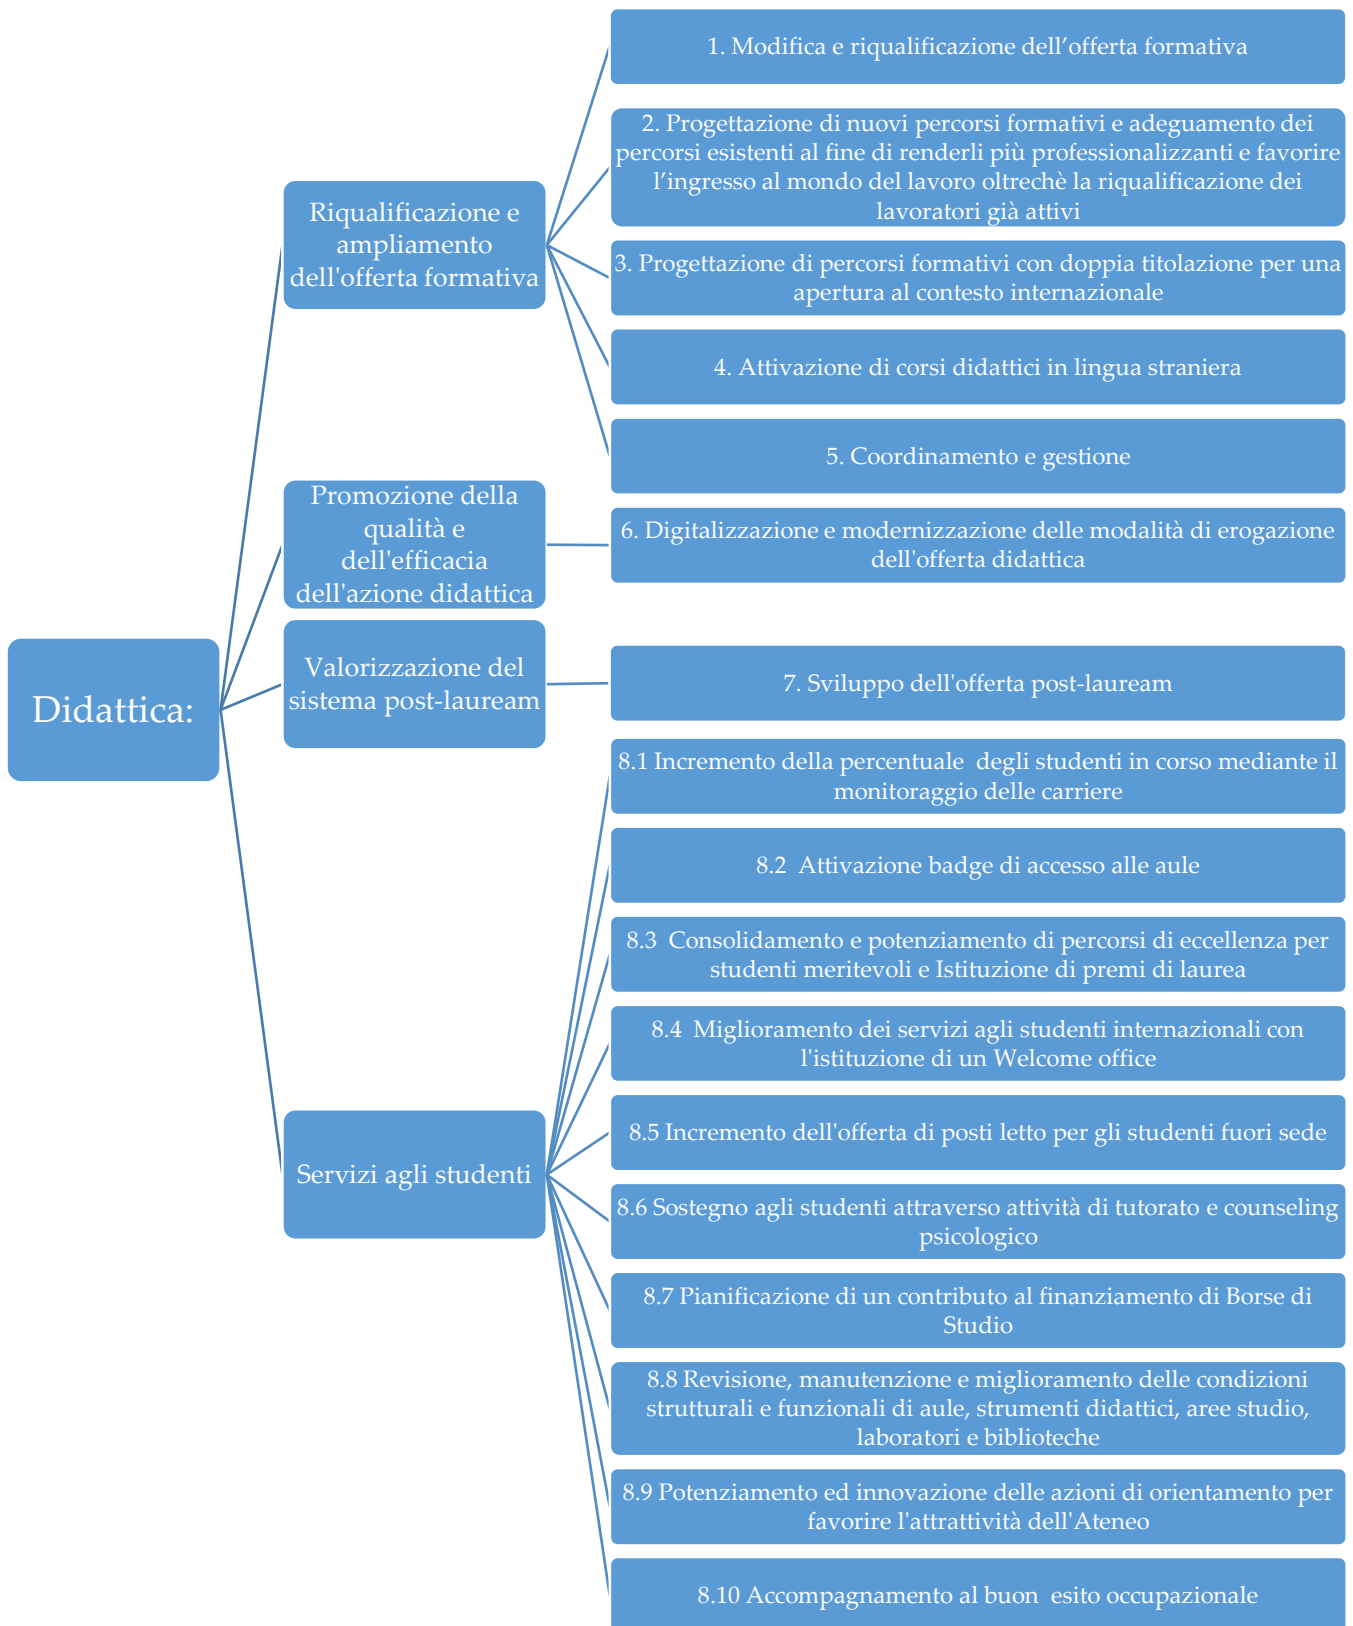 Didattica:
Riqualificazione e
ampliamento
dell'offerta formativa
1. Modifica e riqualificazione dell’offerta formativa
2. Progettazione di nuovi percorsi formativi e adeguamento dei
percorsi esistenti al fine di renderli più professionalizzanti e favorire
l’ingresso al mondo del lavoro oltrechè la riqualificazione dei
lavoratori già attivi
3. Progettazione di percorsi formativi con doppia titolazione per una
apertura al contesto internazionale
4. Attivazione di corsi didattici in lingua straniera
5. Coordinamento e gestione
Promozione della
qualità e
dell'efficacia
dell'azione didattica
6. Digitalizzazione e modernizzazione delle modalità di erogazione
dell'offerta didattica
Valorizzazione del
sistema post-lauream
7. Sviluppo dell'offerta post-lauream
Servizi agli studenti
8.1 Incremento della percentuale  degli studenti in corso mediante il
monitoraggio delle carriere
8.2  Attivazione badge di accesso alle aule
8.3  Consolidamento e potenziamento di percorsi di eccellenza per
studenti meritevoli e Istituzione di premi di laurea
8.4  Miglioramento dei servizi agli studenti internazionali con
l'istituzione di un Welcome office
8.5 Incremento dell'offerta di posti letto per gli studenti fuori sede
8.6 Sostegno agli studenti attraverso attività di tutorato e counseling
psicologico
8.7 Pianificazione di un contributo al finanziamento di Borse di
Studio
8.8 Revisione, manutenzione e miglioramento delle condizioni
strutturali e funzionali di aule, strumenti didattici, aree studio,
laboratori e biblioteche
8.9 Potenziamento ed innovazione delle azioni di orientamento per
favorire l'attrattività dell'Ateneo
8.10 Accompagnamento al buon  esito occupazionale